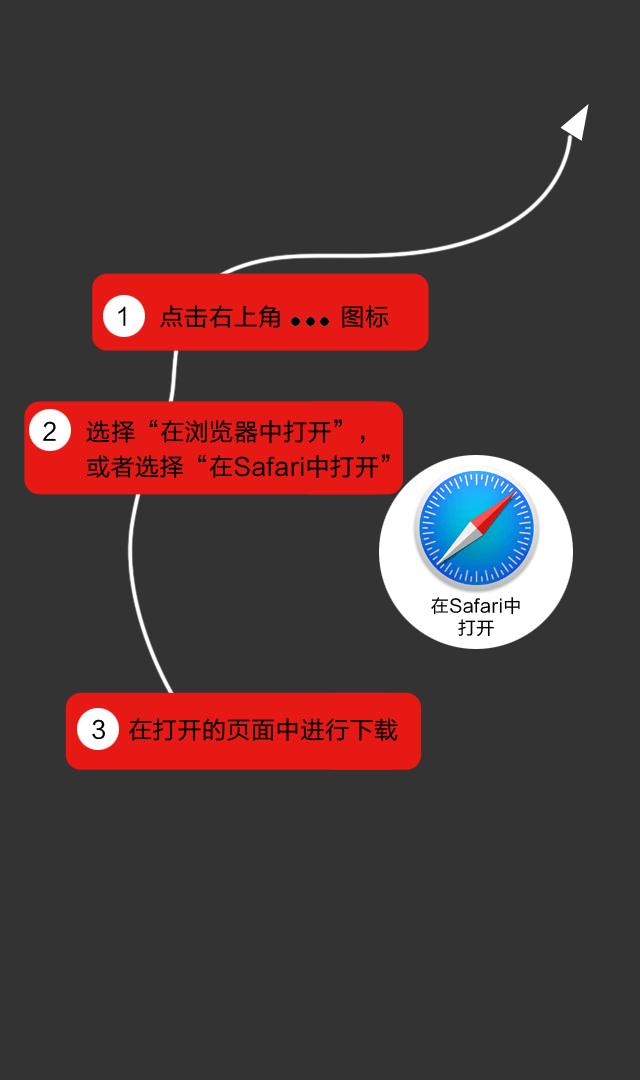 1 点击右上角 ••• 图标
2 选择“在浏览器中打开”，
或者选择“在Safari中打开”
在Safari中
打开
3 在打开的页面中进行下载